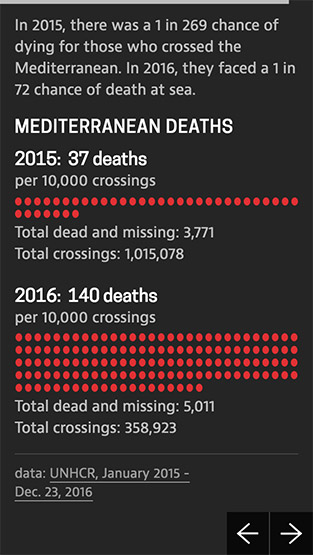 In 2015, there was a 1 in 269 chance of
dying for those who crossed the
Mediterranean. In 2016, they faced a 1 in
72 chance of death at sea.
MEDITERRANEAN DEATHS
2015: 37 deaths
per 10,000 crossings
Total dead and missing: 3,771
Total crossings: 1,015,078
2016: 140 deaths
per 10,000 crossings
Total dead and missing: 5,011
Total crossings: 358,923
data: UNHCR, January 2015 -
Dec. 23, 2016